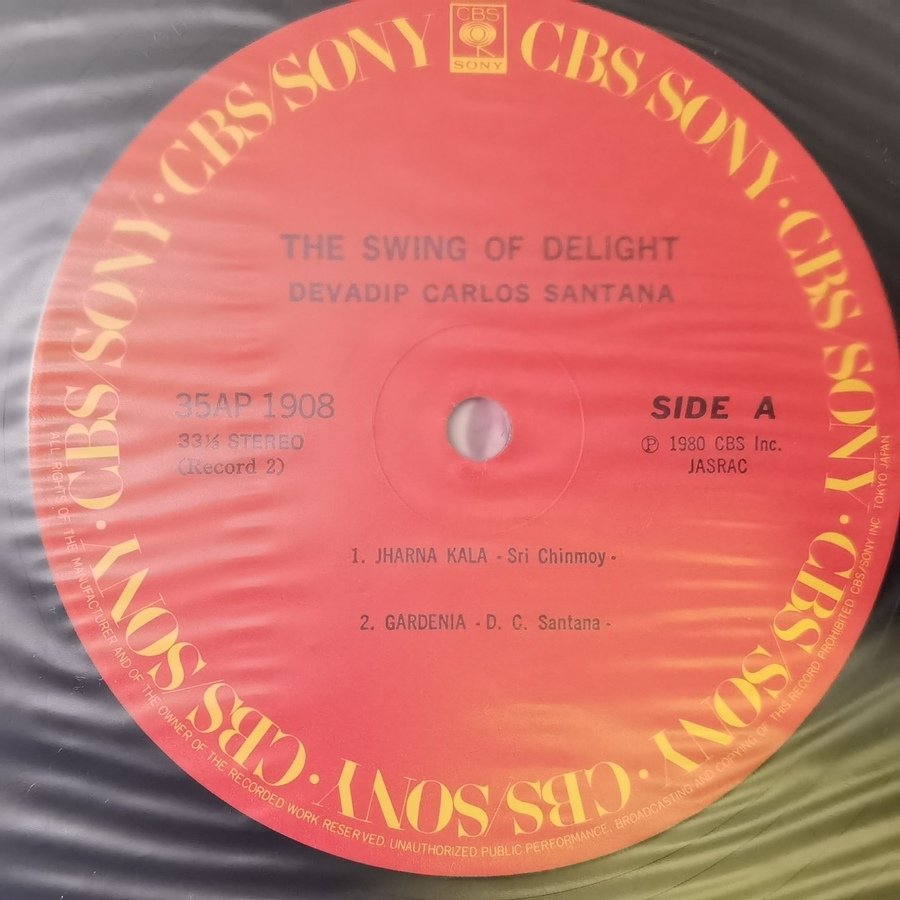 CBS
SONY
CBS/SONY · CBS/SONY · CBS/SONY · CBS/SONY · CBS/SONY · CBS/SONY · CBS/SONY · CBS/SONY
THE SWING OF DELIGHT
DEVADIP CARLOS SANTANA
35AP 1908
33⅓ STEREO
(Record 2)
SIDE A
Ⓟ 1980 CBS Inc.
JASRAC
1. JHARNA KALA - Sri Chinmoy -
2. GARDENIA - D. C. Santana -
ALL RIGHTS OF THE MANUFACTURER AND OF THE OWNER OF THE RECORDED WORK RESERVED UNAUTHORIZED PUBLIC PERFORMANCE, BROADCASTING AND COPYING OF THIS RECORD PROHIBITED CBS/SONY INC TOKYO JAPAN